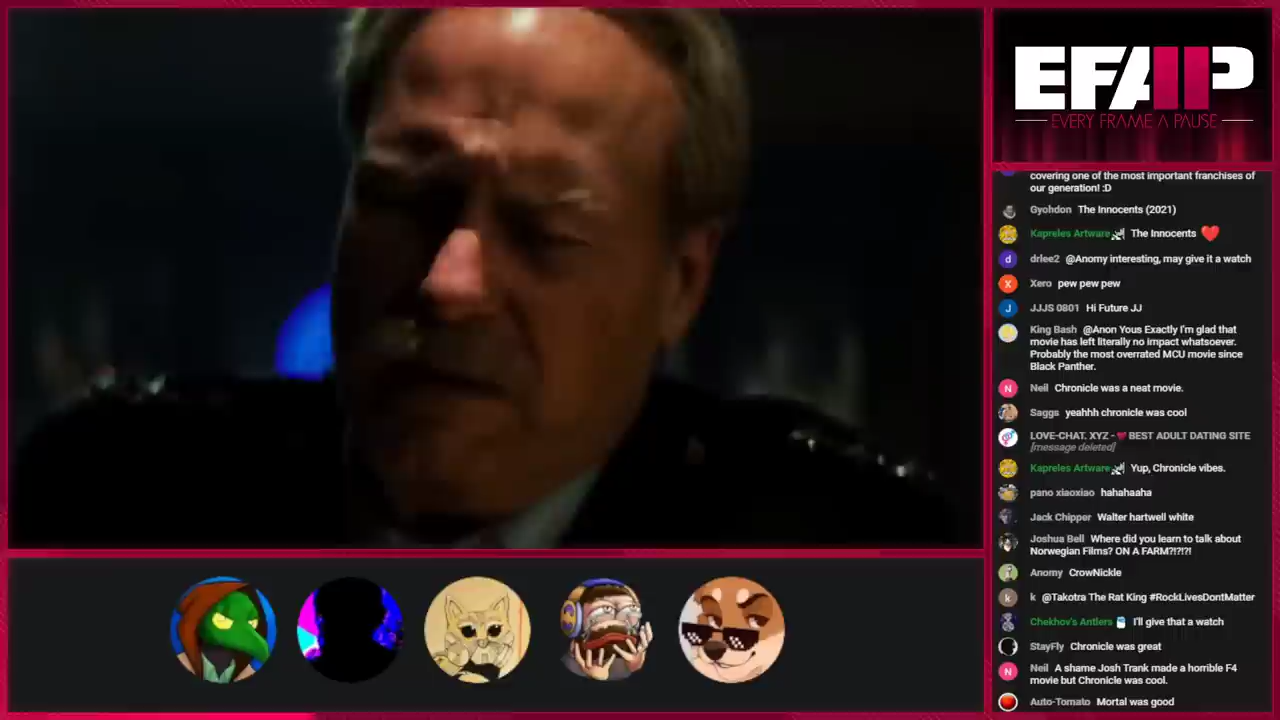 EFAP
EVERY FRAME A PAUSE
covering one of the most important franchises of
our generation! :D
Gyohdon The Innocents (2021)
Kapreles Artware The Innocents
drlee2 @Anomy interesting, may give it a watch
Xero pew pew pew
JJJS 0801 Hi Future JJ
King Bash @Anon Yous Exactly I'm glad that
movie has left literally no impact whatsoever.
Probably the most overrated MCU movie since
Black Panther.
Neil Chronicle was a neat movie.
Saggs yeahhh chronicle was cool
LOVE-CHAT. XYZ - BEST ADULT DATING SITE
[message deleted]
Kapreles Artware Yup, Chronicle vibes.
pano xiaoxiao hahahaaha
Jack Chipper Walter hartwell white
Joshua Bell Where did you learn to talk about
Norwegian Films? ON A FARM?!?!?!
Anomy CrowNickle
k @Takotra The Rat King #RockLivesDontMatter
Chekhov's Antlers I'll give that a watch
StayFly Chronicle was great
Neil A shame Josh Trank made a horrible F4
movie but Chronicle was cool.
Auto-Tomato Mortal was good